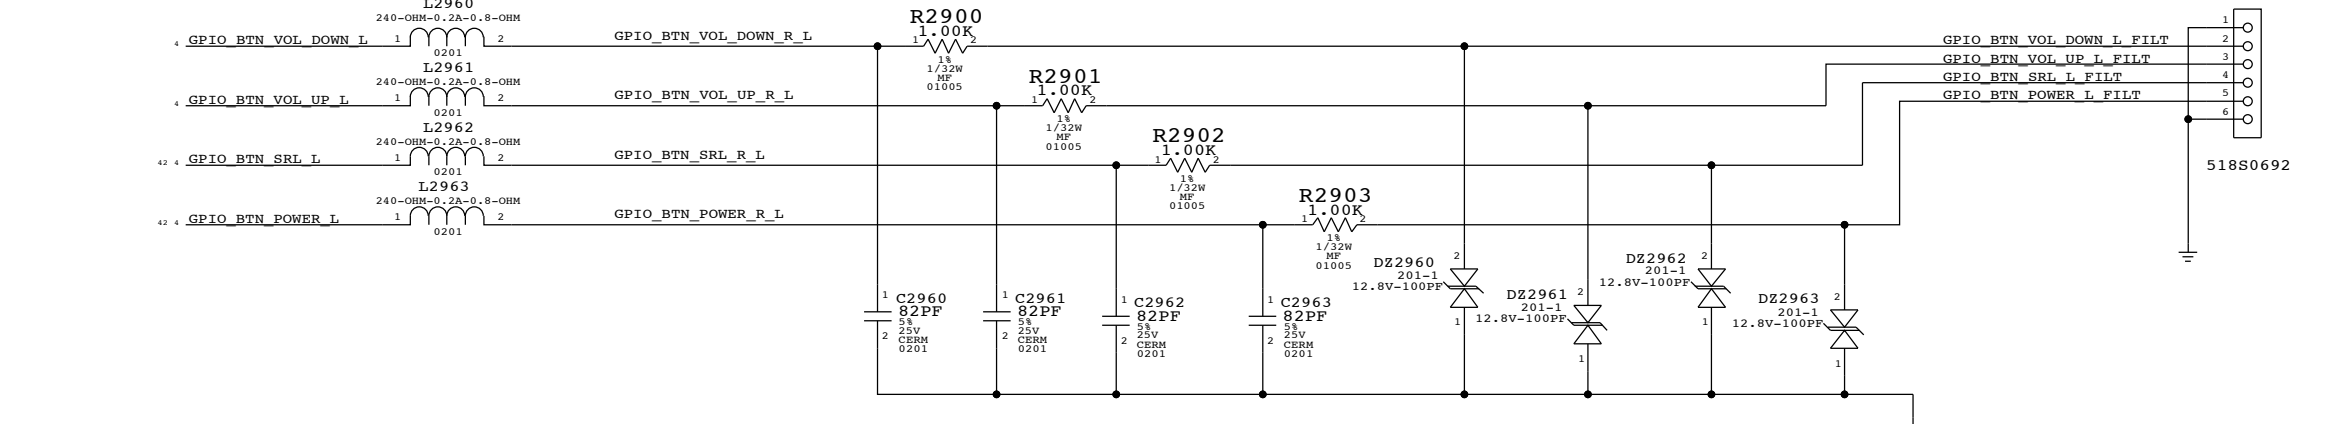 L2960
240-OHM-0.2A-0.8-OHM
4 GPIO_BTN_VOL_DOWN_L 1 2 GPIO_BTN_VOL_DOWN_R_L
0201
R2900
1.00K
1 2
1%
1/32W
MF
01005
L2961
240-OHM-0.2A-0.8-OHM
4 GPIO_BTN_VOL_UP_L 1 2 GPIO_BTN_VOL_UP_R_L
0201
R2901
1.00K
1 2
1%
1/32W
MF
01005
L2962
240-OHM-0.2A-0.8-OHM
42 4 GPIO_BTN_SRL_L 1 2 GPIO_BTN_SRL_R_L
0201
R2902
1.00K
1 2
1%
1/32W
MF
01005
L2963
240-OHM-0.2A-0.8-OHM
42 4 GPIO_BTN_POWER_L 1 2 GPIO_BTN_POWER_R_L
0201
R2903
1.00K
1 2
1%
1/32W
MF
01005
1
GPIO_BTN_VOL_DOWN_L_FILT 2
GPIO_BTN_VOL_UP_L_FILT 3
GPIO_BTN_SRL_L_FILT 4
GPIO_BTN_POWER_L_FILT 5
6
518S0692
1
C2960
82PF
5%
25V
2
CERM
0201
1
C2961
82PF
5%
25V
2
CERM
0201
1
C2962
82PF
5%
25V
2
CERM
0201
1
C2963
82PF
5%
25V
2
CERM
0201
2
DZ2960
201-1
12.8V-100PF
1
2
DZ2961
201-1
12.8V-100PF
1
2
DZ2962
201-1
12.8V-100PF
1
2
DZ2963
201-1
12.8V-100PF
1